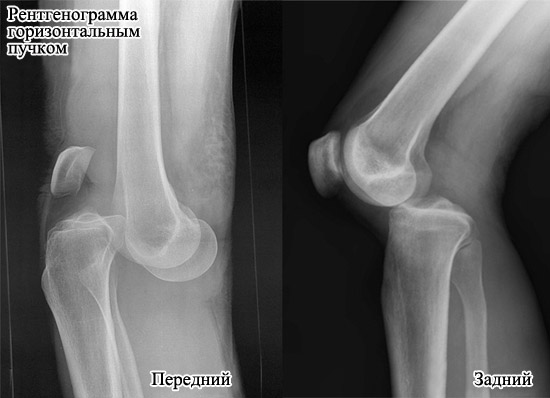 Рентгенограмма
горизонтальным
пучком
Передний
Задний